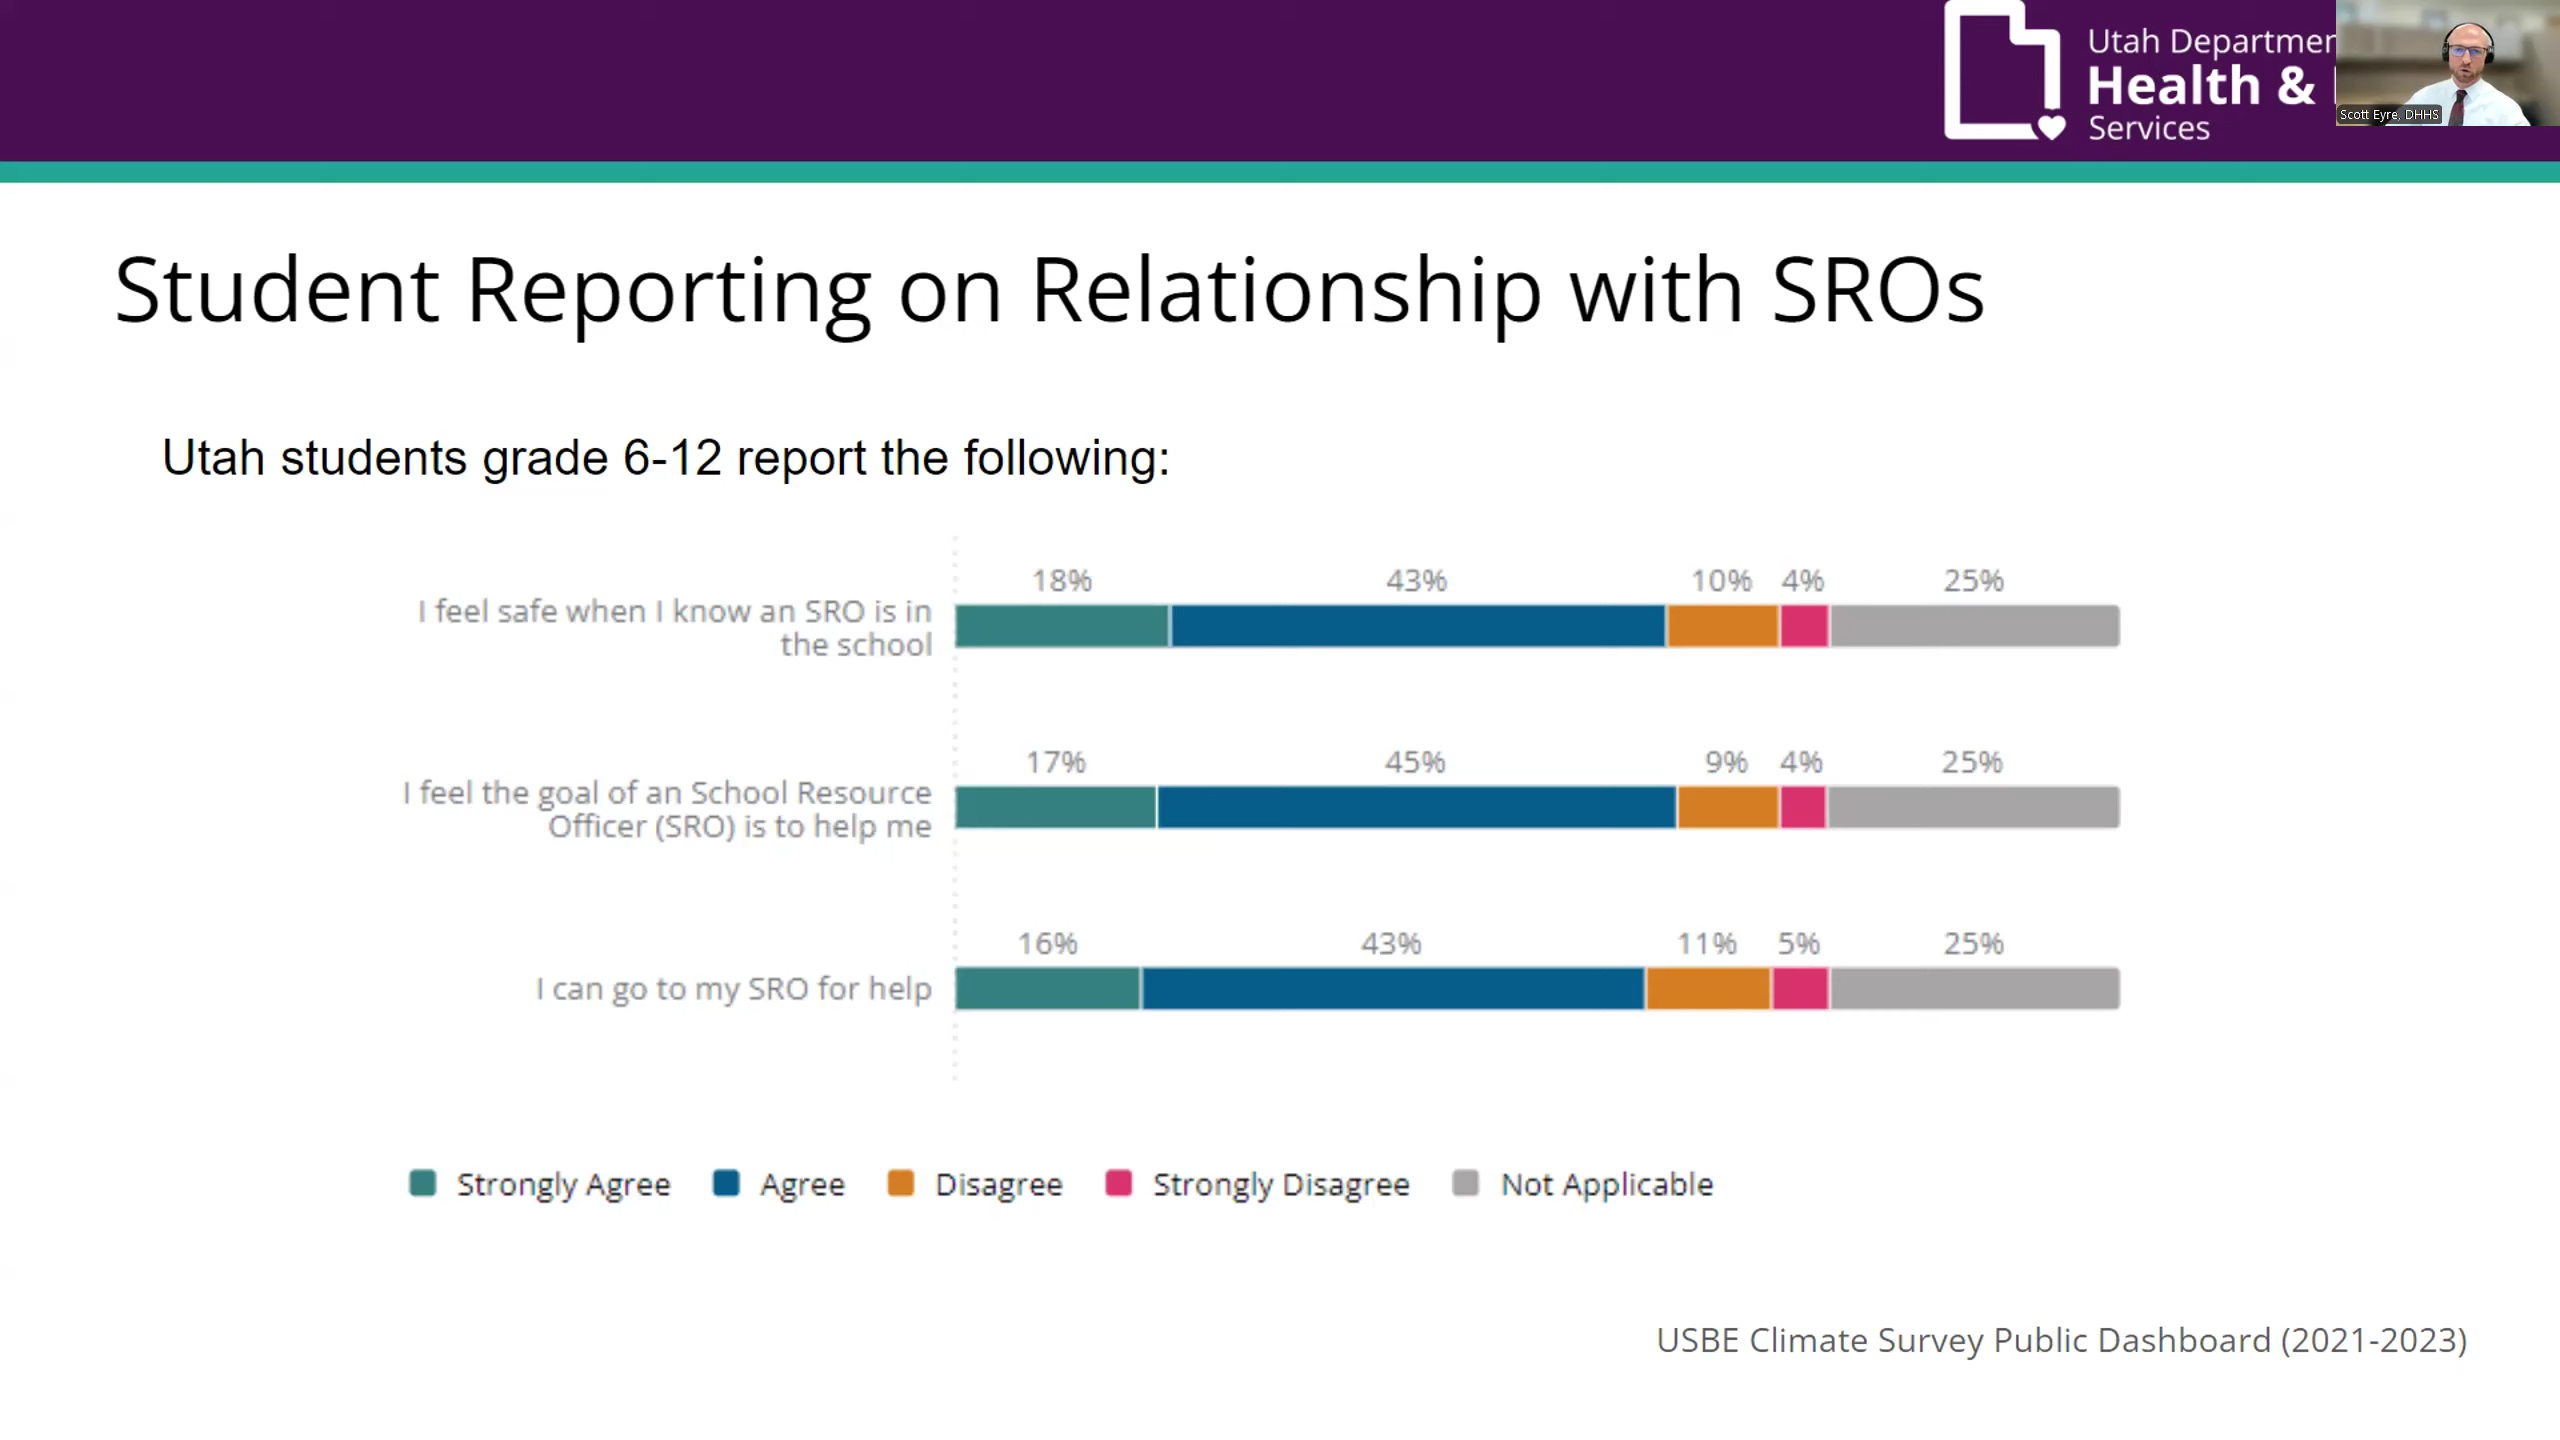 Utah Departmen
Health &
Services
Scott Eyre, DHHS
Student Reporting on Relationship with SROs
Utah students grade 6-12 report the following:
18% 43% 10% 4% 25%
I feel safe when I know an SRO is in
the school
17% 45% 9% 4% 25%
I feel the goal of an School Resource
Officer (SRO) is to help me
16% 43% 11% 5% 25%
I can go to my SRO for help
Strongly Agree Agree Disagree Strongly Disagree Not Applicable
USBE Climate Survey Public Dashboard (2021-2023)